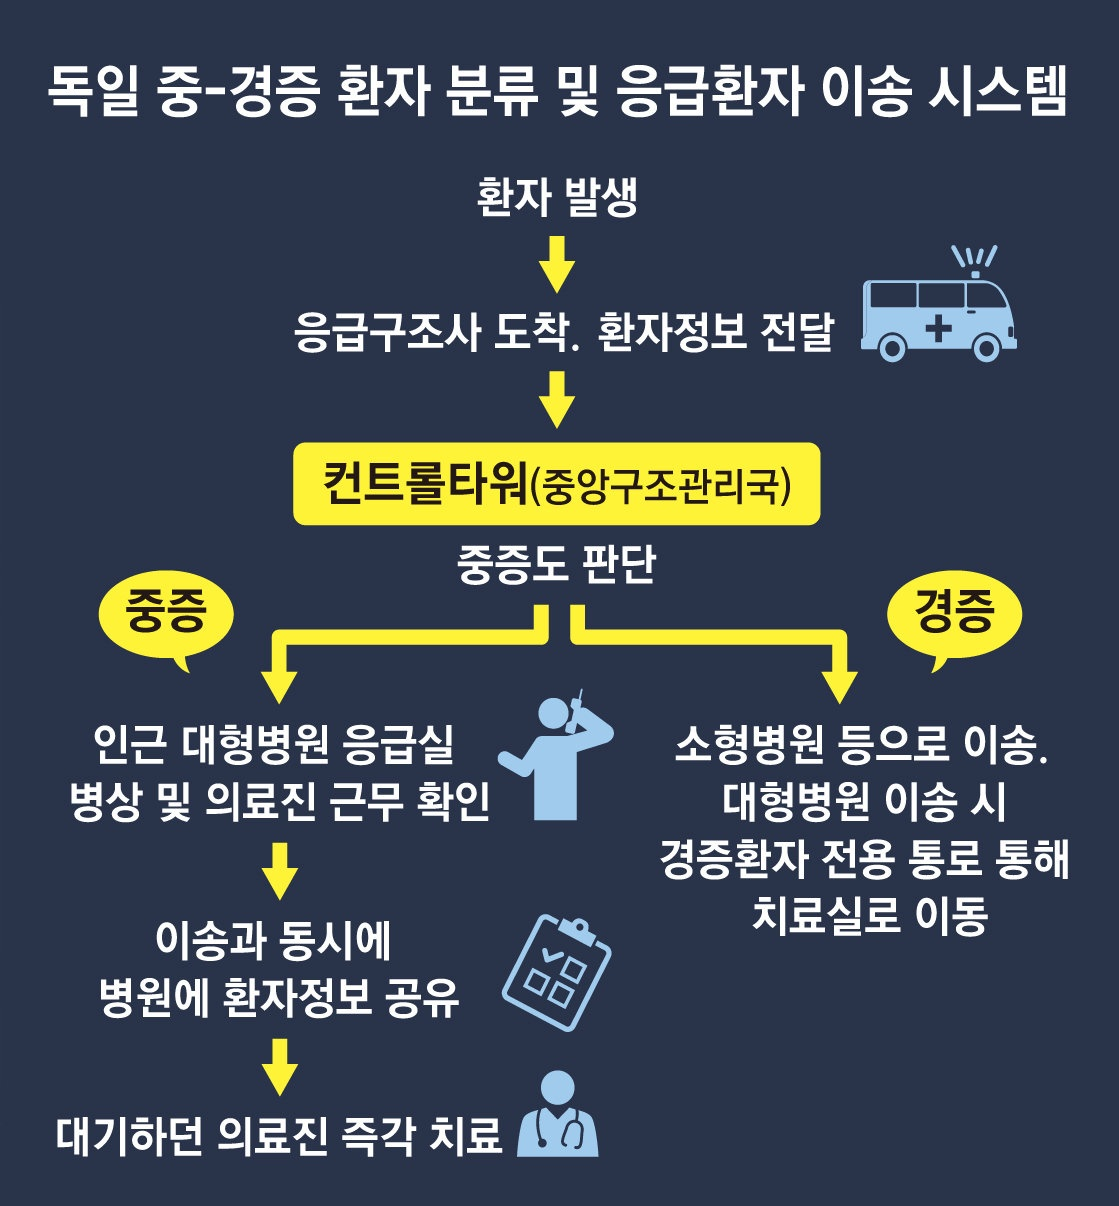 독일 중-경증 환자 분류 및 응급환자 이송 시스템
환자 발생
응급구조사 도착. 환자정보 전달
컨트롤타워(중앙구조관리국)
중증도 판단
중증
인근 대형병원 응급실
병상 및 의료진 근무 확인
이송과 동시에
병원에 환자정보 공유
대기하던 의료진 즉각 치료
경증
소형병원 등으로 이송.
대형병원 이송 시
경증환자 전용 통로 통해
치료실로 이동